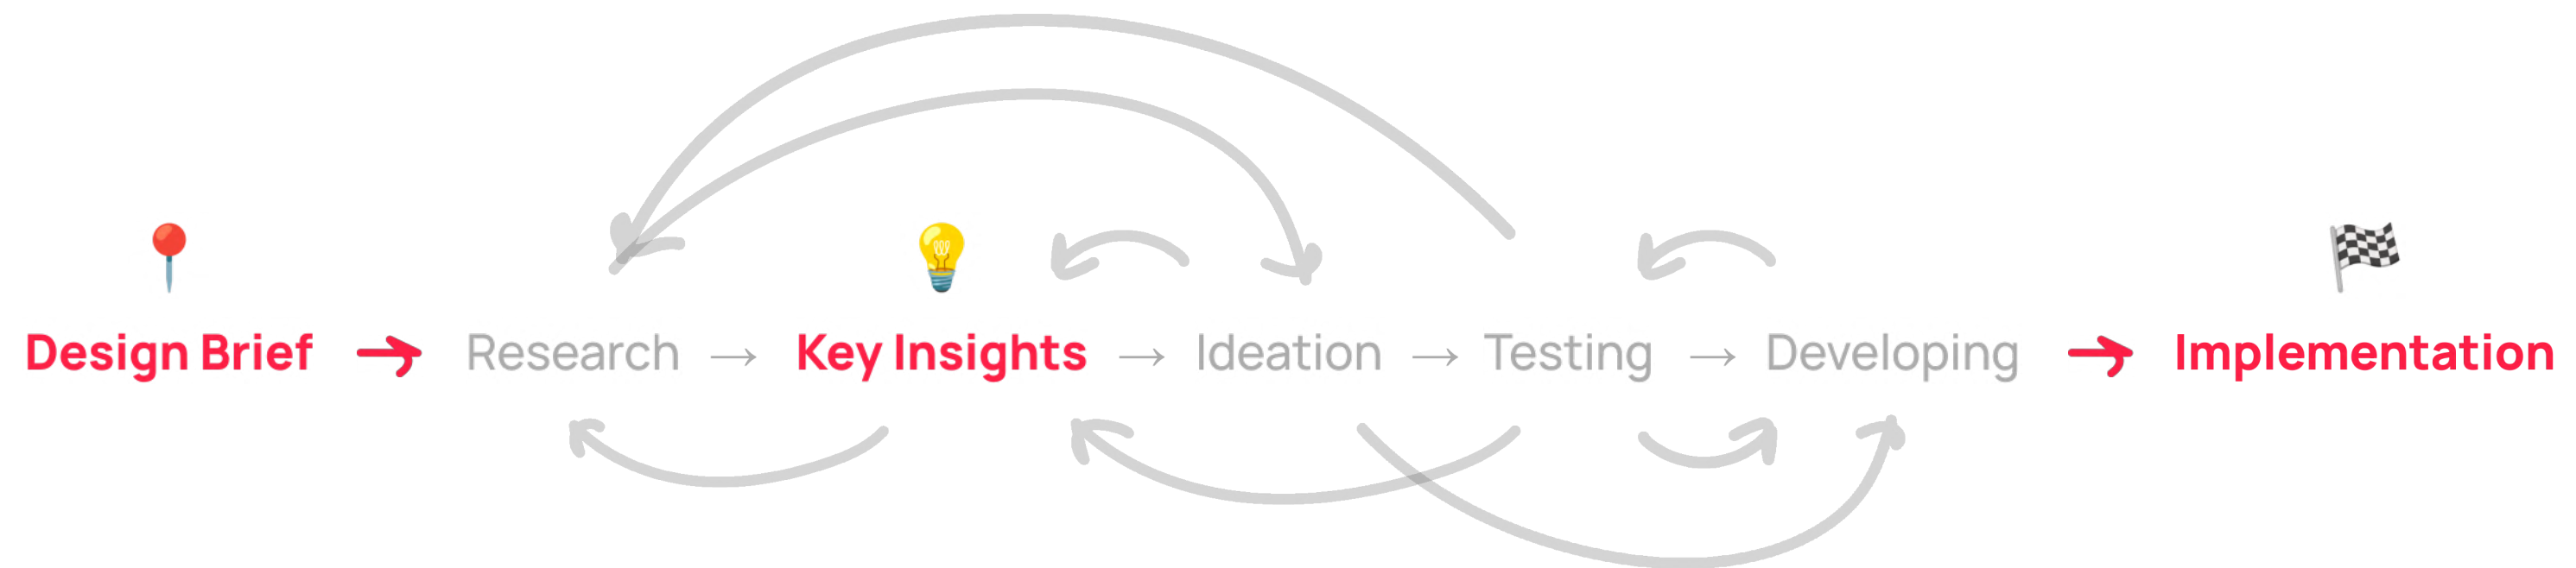 Design Brief → Research → Key Insights → Ideation → Testing → Developing → Implementation